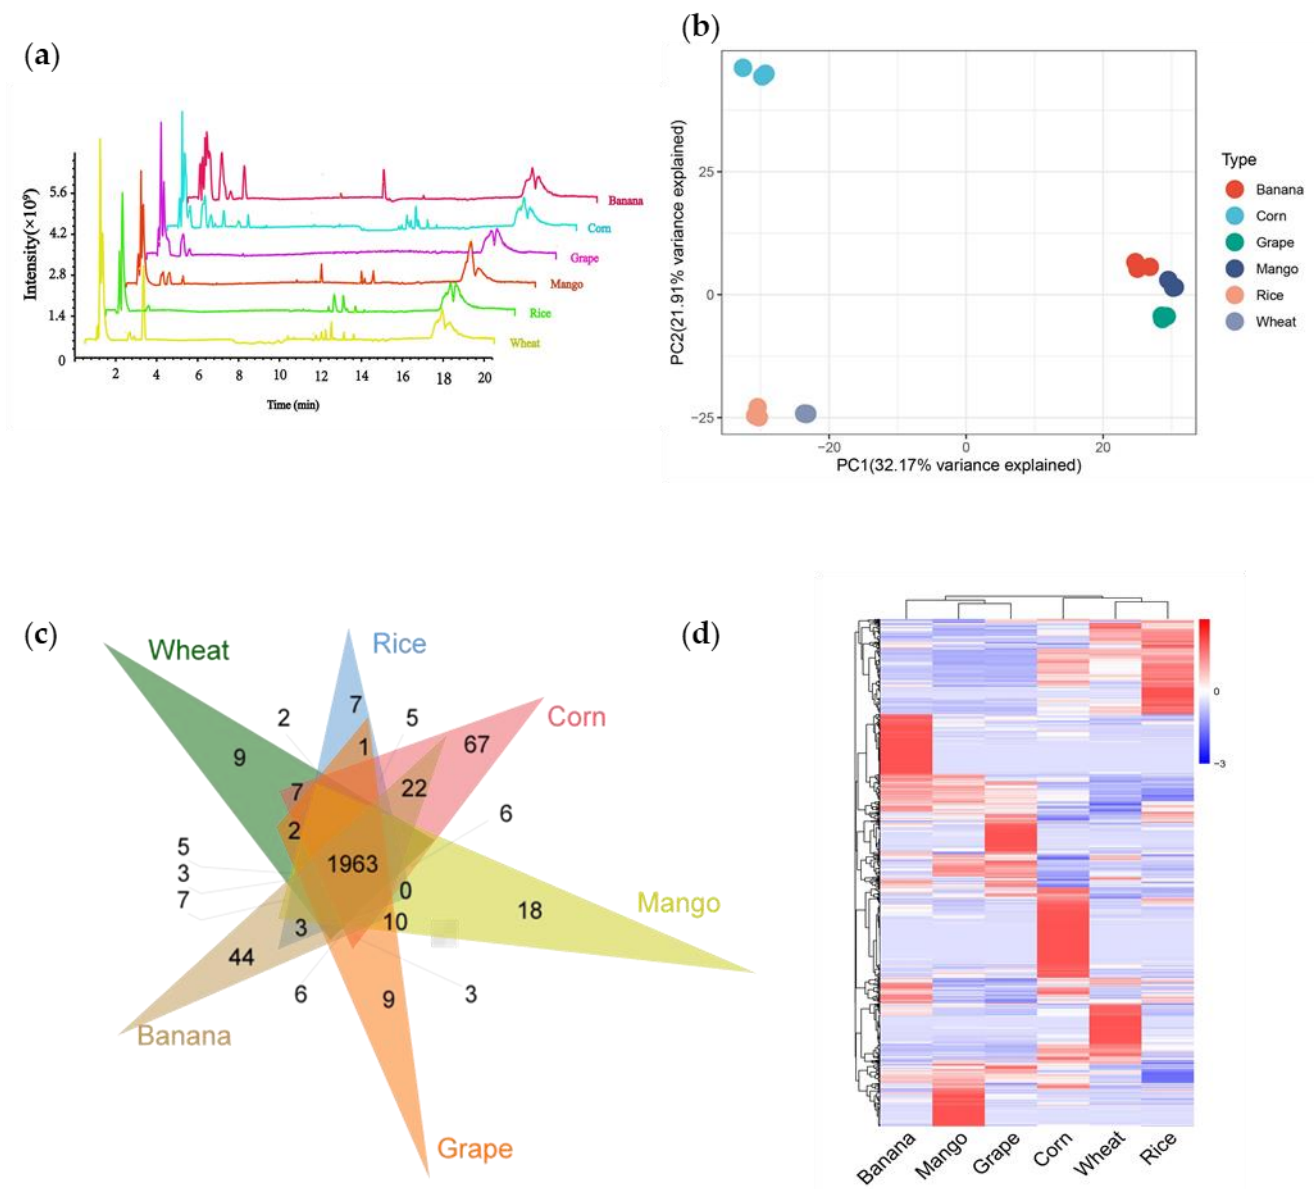 (a)
Intensity(×10⁹)
5.6
4.2
2.8
1.4
0
2 4 6 8 10 12 14 16 18 20
Time (min)
Banana
Corn
Grape
Mango
Rice
Wheat
(b)
PC2(21.91% variance explained)
25
0
−25
−20 0 20
PC1(32.17% variance explained)
Type
Banana
Corn
Grape
Mango
Rice
Wheat
(c)
Wheat
Rice
Corn
Mango
Grape
Banana
7
2
5
67
1
9
22
7
6
2
5
1963
3
0
7
18
10
3
44
6
9
3
(d)
0
−3
Banana
Mango
Grape
Corn
Wheat
Rice